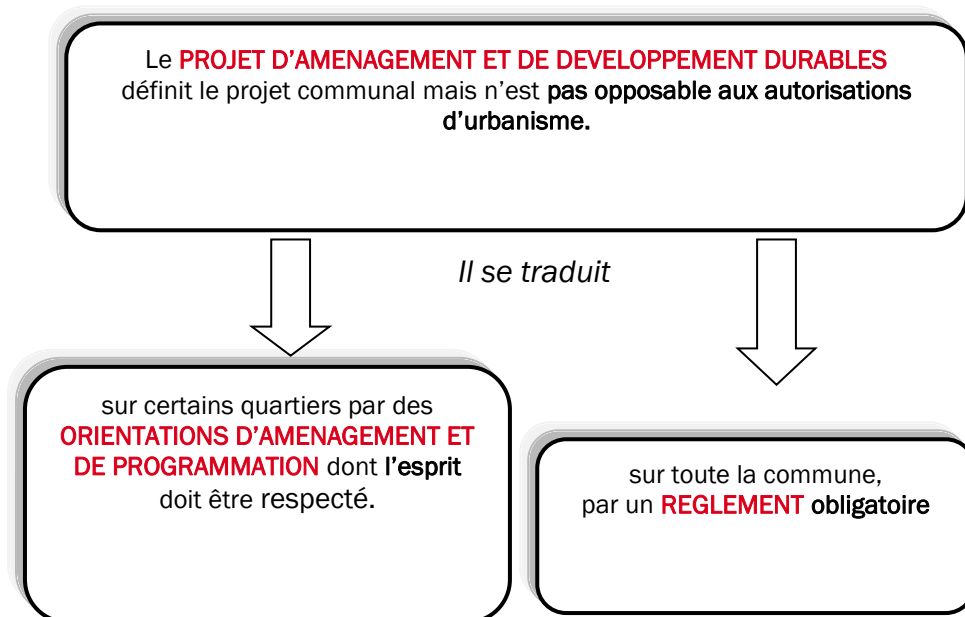 Le PROJET D’AMENAGEMENT ET DE DEVELOPPEMENT DURABLES
définit le projet communal mais n’est pas opposable aux autorisations
d’urbanisme.
Il se traduit
sur certains quartiers par des
ORIENTATIONS D’AMENAGEMENT ET
DE PROGRAMMATION dont l’esprit
doit être respecté.
sur toute la commune,
par un REGLEMENT obligatoire